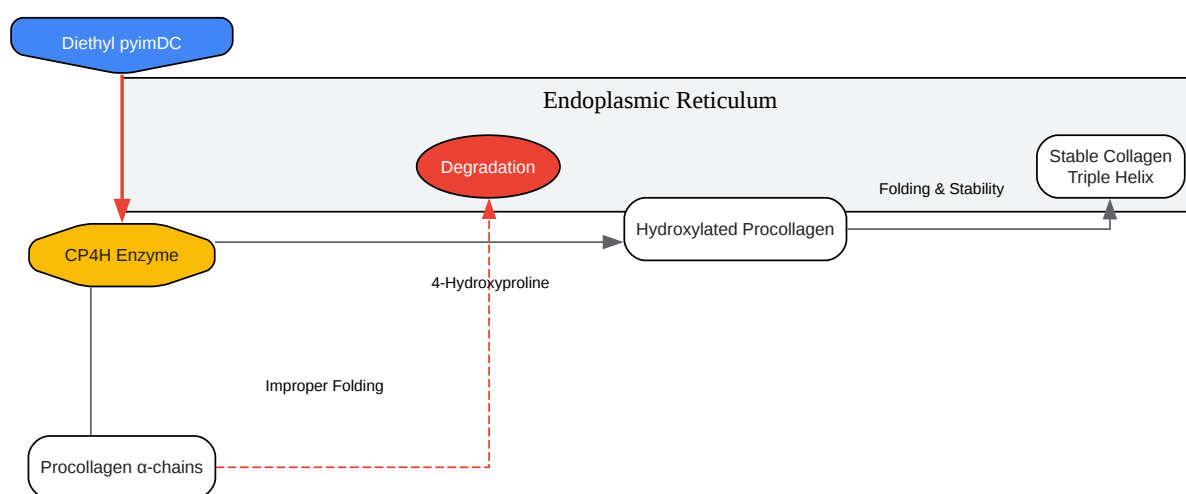 Diethyl pyimDC
Endoplasmic Reticulum
Degradation
Stable Collagen
Triple Helix
Folding & Stability
Hydroxylated Procollagen
CP4H Enzyme
4-Hydroxyproline
Improper Folding
Procollagen α-chains